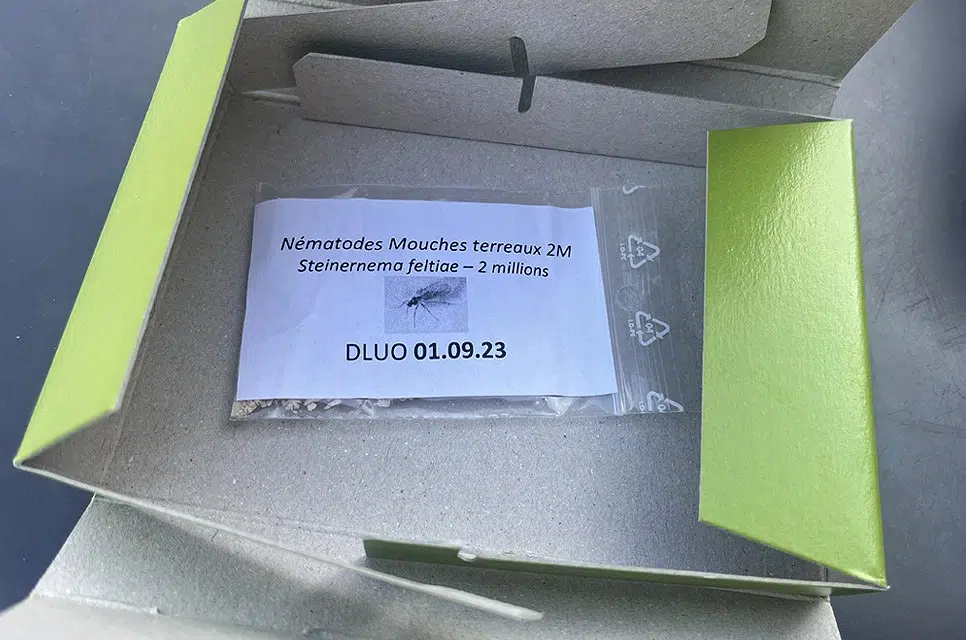 Nématodes Mouches terreaux 2M
Steinernema feltiae – 2 millions
DLUO 01.09.23